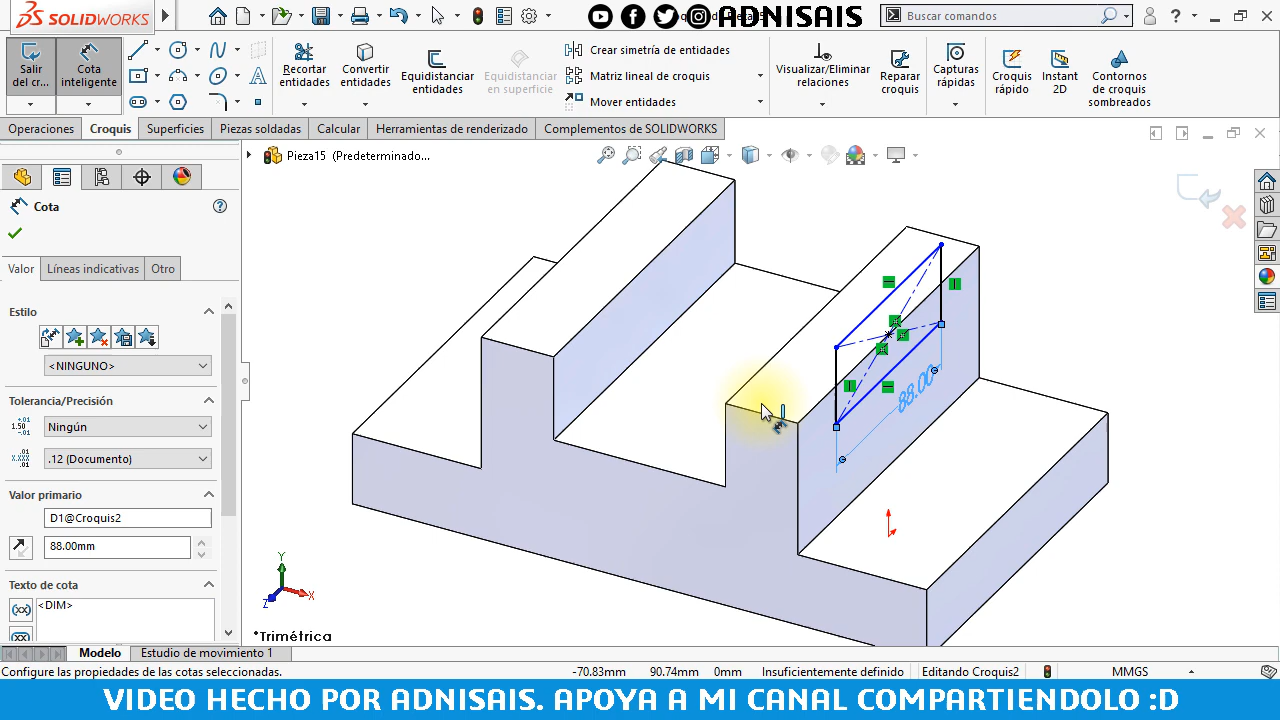 SOLIDWORKS
ADNISAIS
Buscar comandos
Salir del cr...
Cota inteligente
Recortar entidades
Convertir entidades
Equidistanciar entidades
Equidistanciar en superficie
Crear simetría de entidades
Matriz lineal de croquis
Mover entidades
Visualizar/Eliminar relaciones
Reparar croquis
Capturas rápidas
Croquis rápido
Instant 2D
Contornos de croquis sombreados
Operaciones
Croquis
Superficies
Piezas soldadas
Calcular
Herramientas de renderizado
Complementos de SOLIDWORKS
Pieza15 (Predeterminado...
Cota
Valor
Líneas indicativas
Otro
Estilo
<NINGUNO>
Tolerancia/Precisión
Ningún
.12 (Documento)
Valor primario
D1@Croquis2
88.00mm
Texto de cota
<DIM>
88.00
Y
X
Z
*Trimétrica
Modelo
Estudio de movimiento 1
Configure las propiedades de las cotas seleccionadas.
-70.83mm
90.74mm
0mm
Insuficientemente definido
Editando Croquis2
MMGS
VIDEO HECHO POR ADNISAIS. APOYA A MI CANAL COMPARTIENDOLO :D